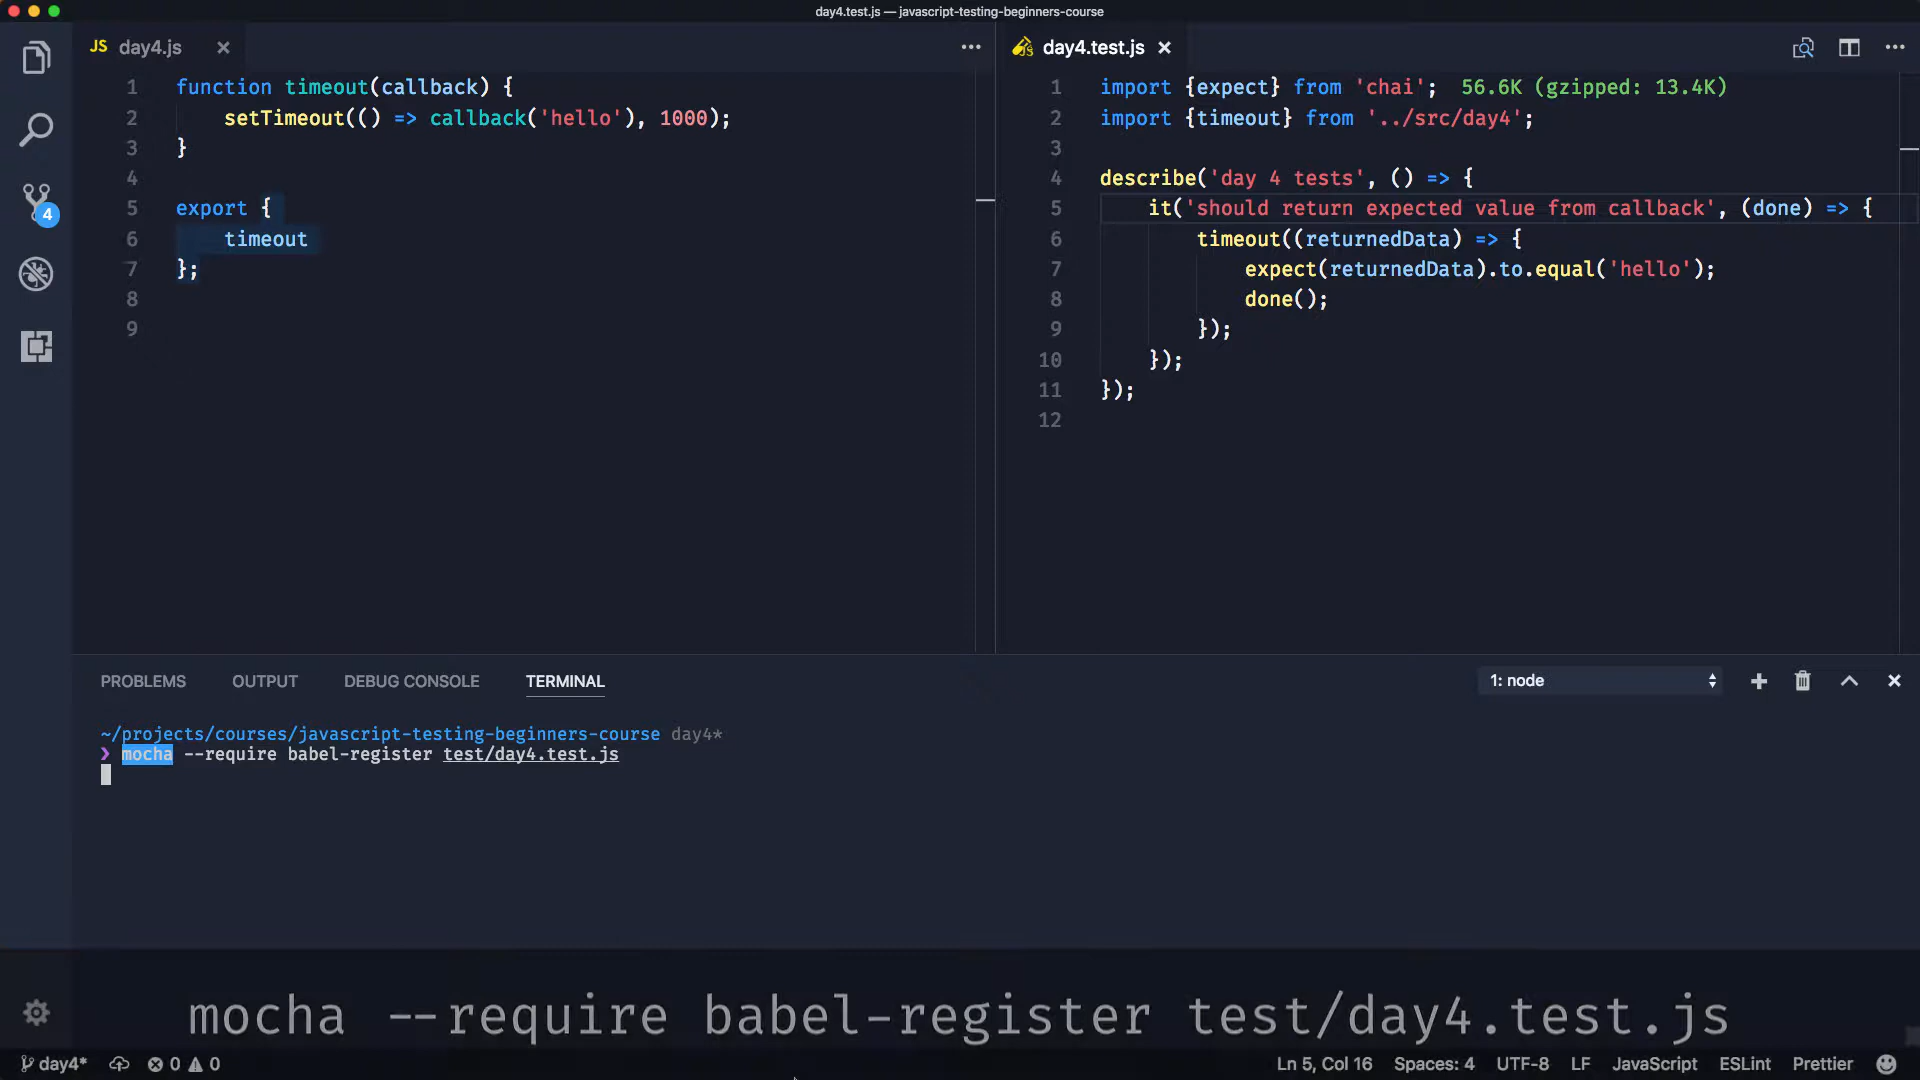 day4.test.js — javascript-testing-beginners-course
JS day4.js
day4.test.js
1 function timeout(callback) {
2 setTimeout(() => callback('hello'), 1000);
3 }
4
5 export {
6 timeout
7 };
8
9
1 import {expect} from 'chai'; 56.6K (gzipped: 13.4K)
2 import {timeout} from '../src/day4';
3
4 describe('day 4 tests', () => {
5 it('should return expected value from callback', (done) => {
6 timeout((returnedData) => {
7 expect(returnedData).to.equal('hello');
8 done();
9 });
10 });
11 });
12
4
PROBLEMS OUTPUT DEBUG CONSOLE TERMINAL
1: node
~/projects/courses/javascript-testing-beginners-course day4*
❯ mocha --require babel-register test/day4.test.js
mocha --require babel-register test/day4.test.js
day4* 0 0
Ln 5, Col 16 Spaces: 4 UTF-8 LF JavaScript ESLint Prettier